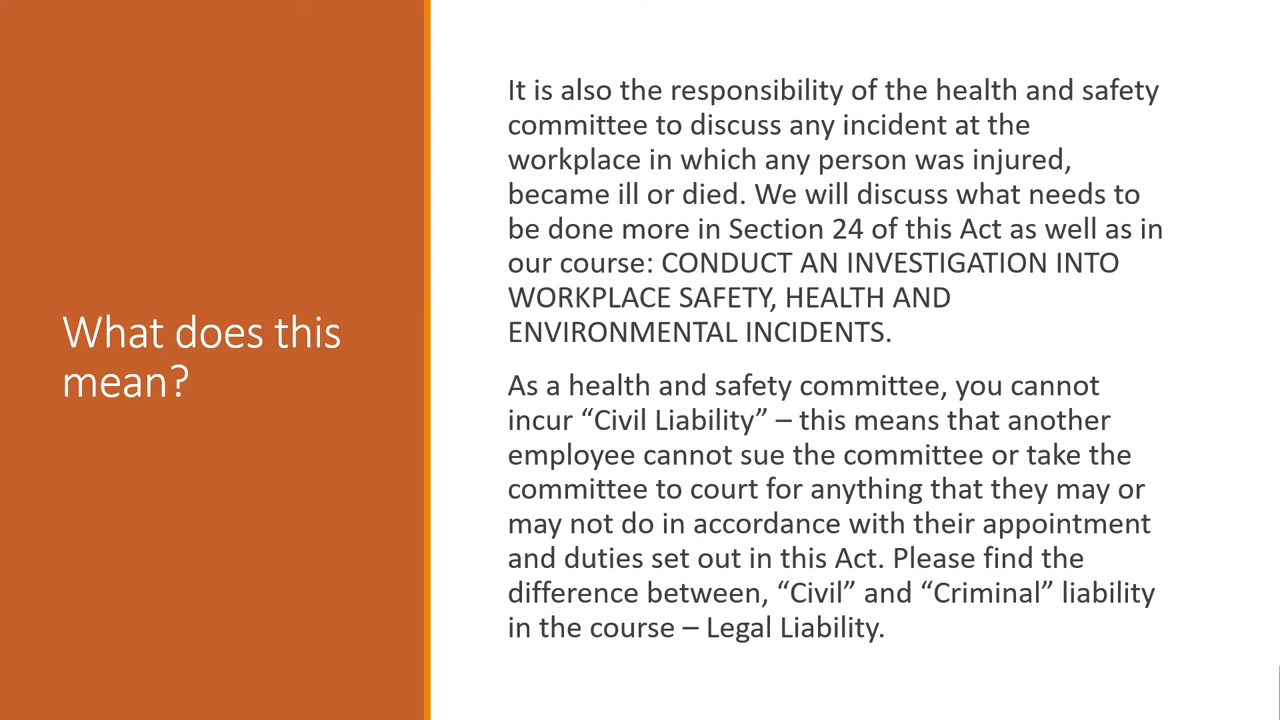 What does this
mean?
It is also the responsibility of the health and safety
committee to discuss any incident at the
workplace in which any person was injured,
became ill or died. We will discuss what needs to
be done more in Section 24 of this Act as well as in
our course: CONDUCT AN INVESTIGATION INTO
WORKPLACE SAFETY, HEALTH AND
ENVIRONMENTAL INCIDENTS.
As a health and safety committee, you cannot
incur “Civil Liability” – this means that another
employee cannot sue the committee or take the
committee to court for anything that they may or
may not do in accordance with their appointment
and duties set out in this Act. Please find the
difference between, “Civil” and “Criminal” liability
in the course – Legal Liability.